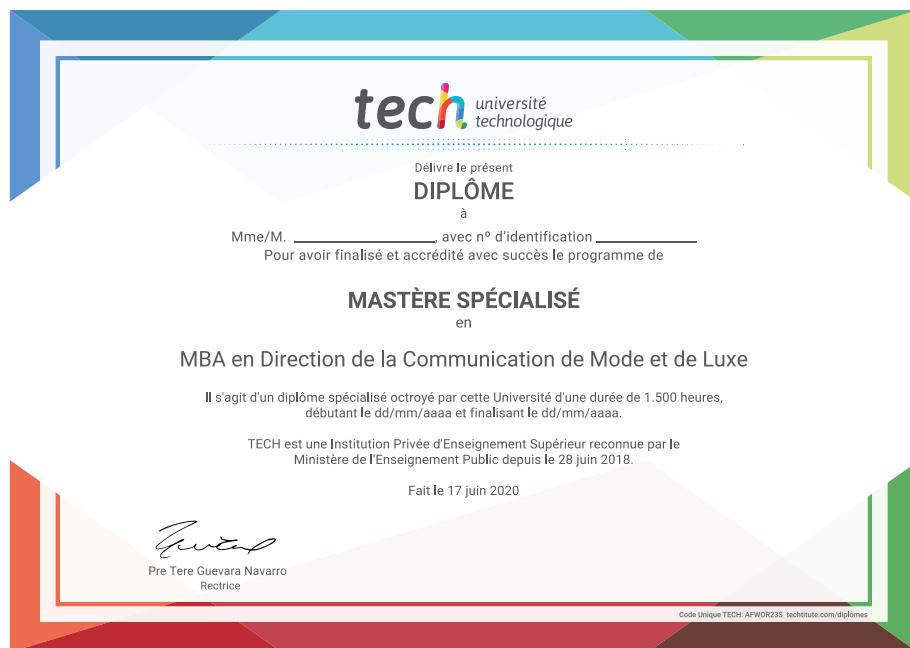 tech université
technologique
Délivre le présent
DIPLÔME
à
Mme/M. ____________, avec nº d'identification ____________
Pour avoir finalisé et accrédité avec succès le programme de
MASTÈRE SPÉCIALISÉ
en
MBA en Direction de la Communication de Mode et de Luxe
Il s'agit d'un diplôme spécialisé octroyé par cette Université d'une durée de 1.500 heures,
débutant le dd/mm/aaaa et finalisant le dd/mm/aaaa.
TECH est une Institution Privée d'Enseignement Supérieur reconnue par le
Ministère de l'Enseignement Public depuis le 28 juin 2018.
Fait le 17 juin 2020
Pre Tere Guevara Navarro
Rectrice
Code Unique TECH: AFWOR23S techtitute.com/diplômes